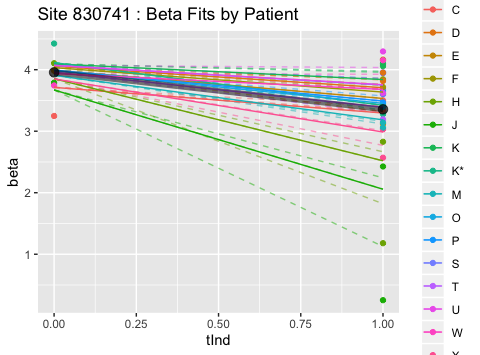 Site 830741 : Beta Fits by Patient
beta
4
3
2
1
0.00 0.25 0.50 0.75 1.00
tInd
C
D
E
F
H
J
K
K*
M
O
P
S
T
U
W